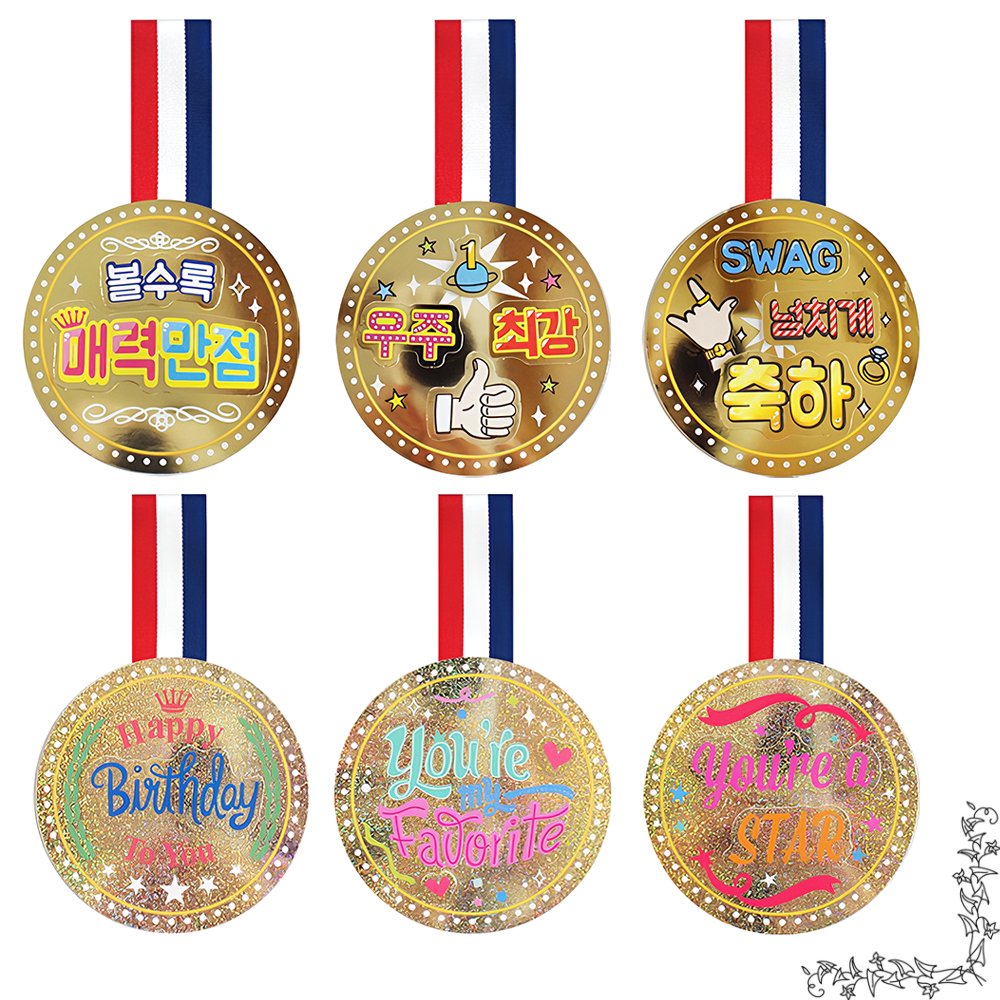 볼수록
매력만점
1
우주 최강
SWAG
넘치게
축하
Happy
Birthday
To You
You're
my
Favorite
You're a
STAR